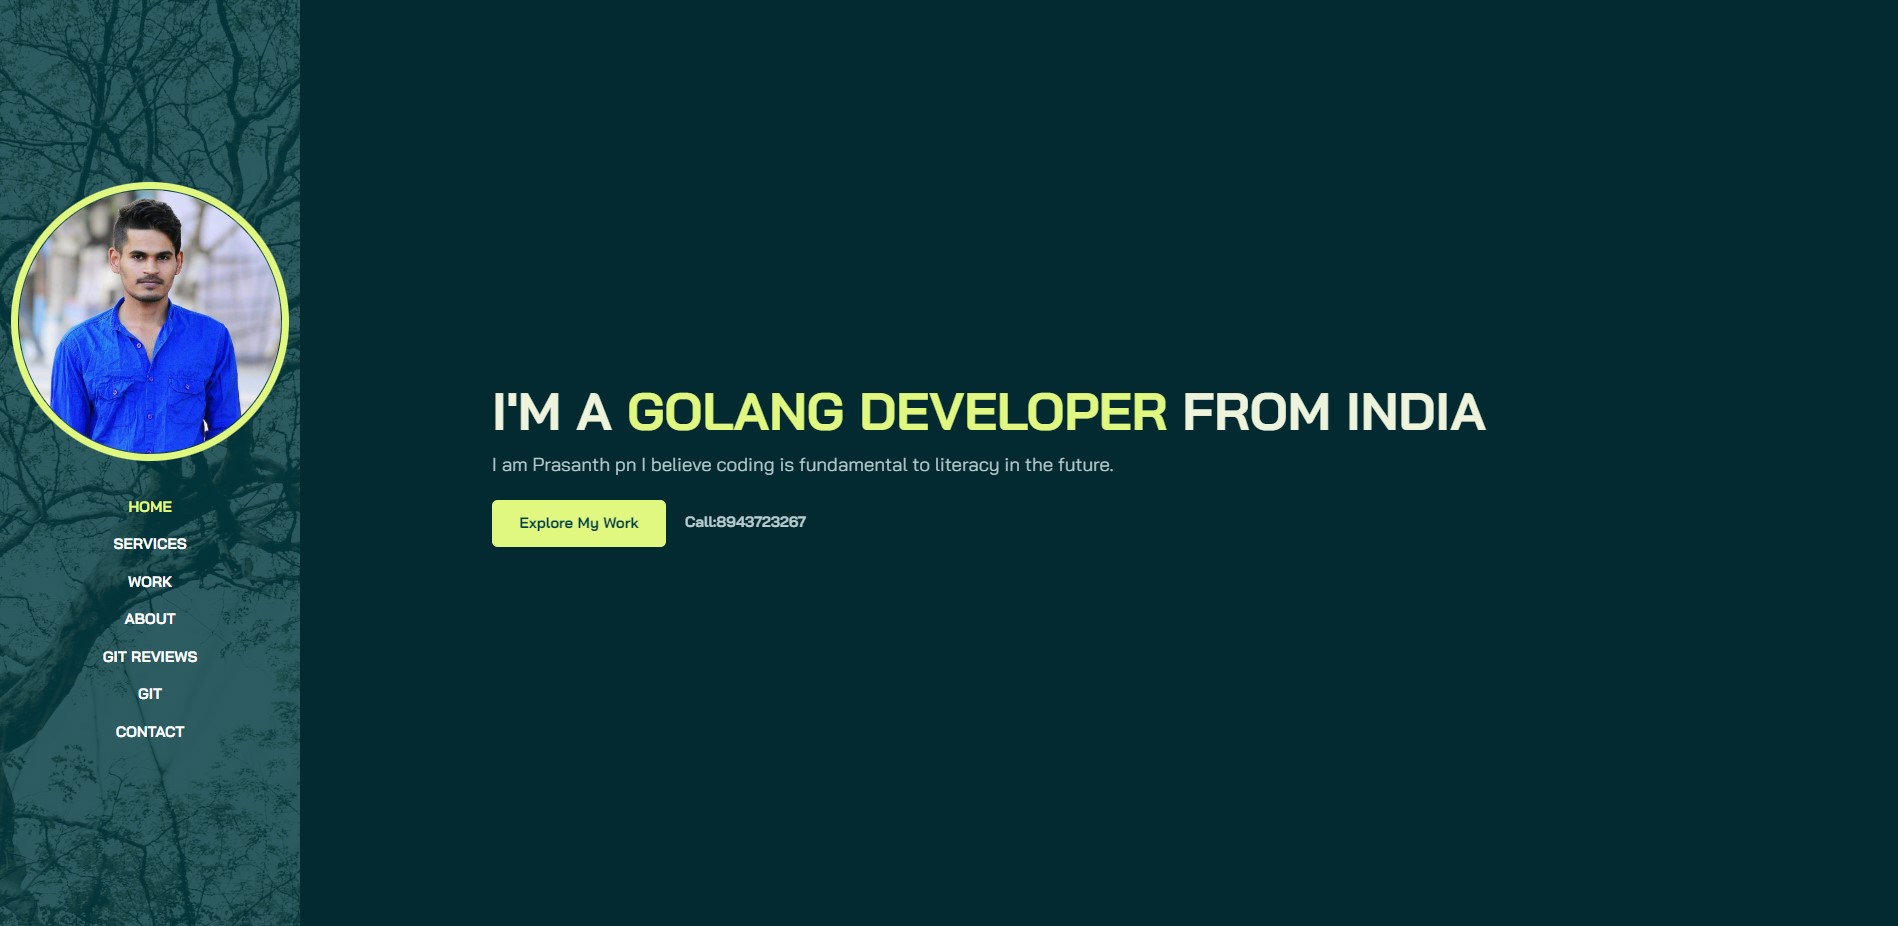 HOME
SERVICES
WORK
ABOUT
GIT REVIEWS
GIT
CONTACT
I'M A GOLANG DEVELOPER FROM INDIA
I am Prasanth pn I believe coding is fundamental to literacy in the future.
Explore My Work
Call:8943723267